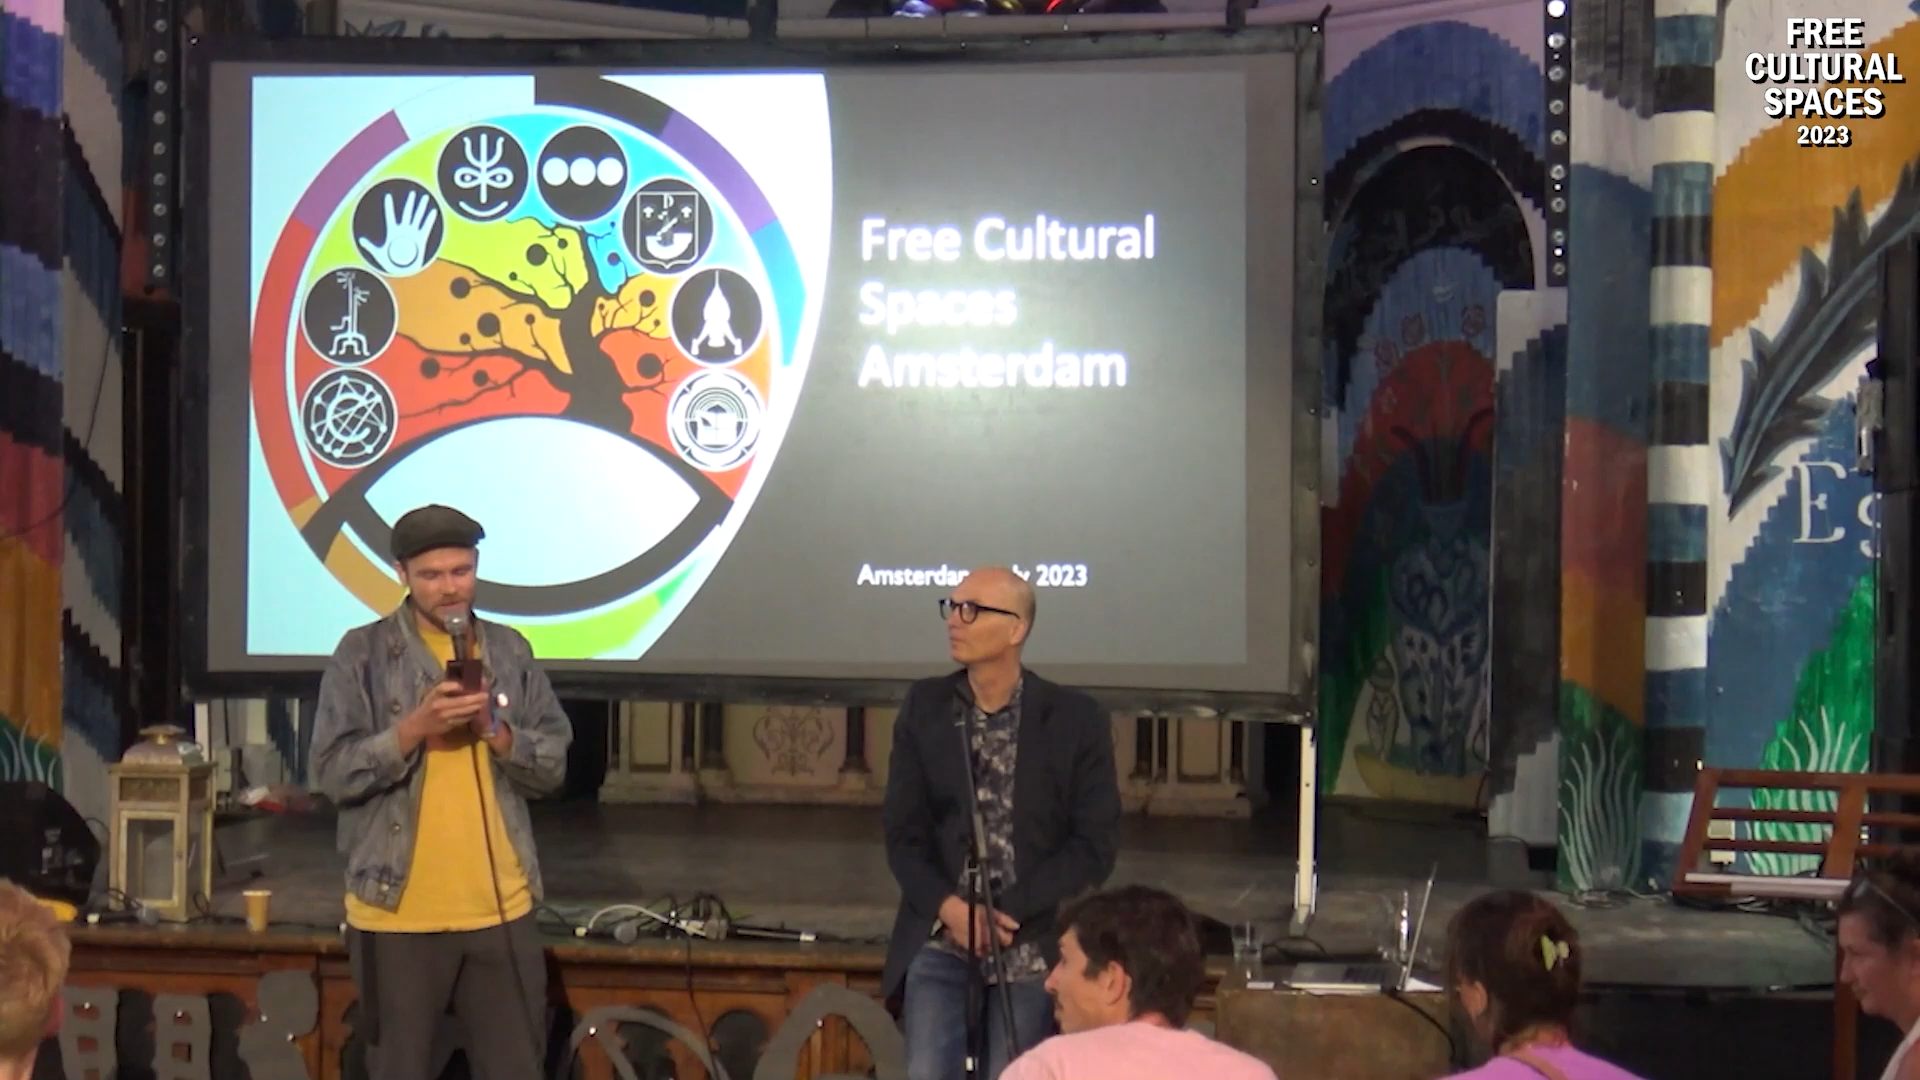 FREE
CULTURAL
SPACES
2023
Free Cultural
Spaces
Amsterdam
2023